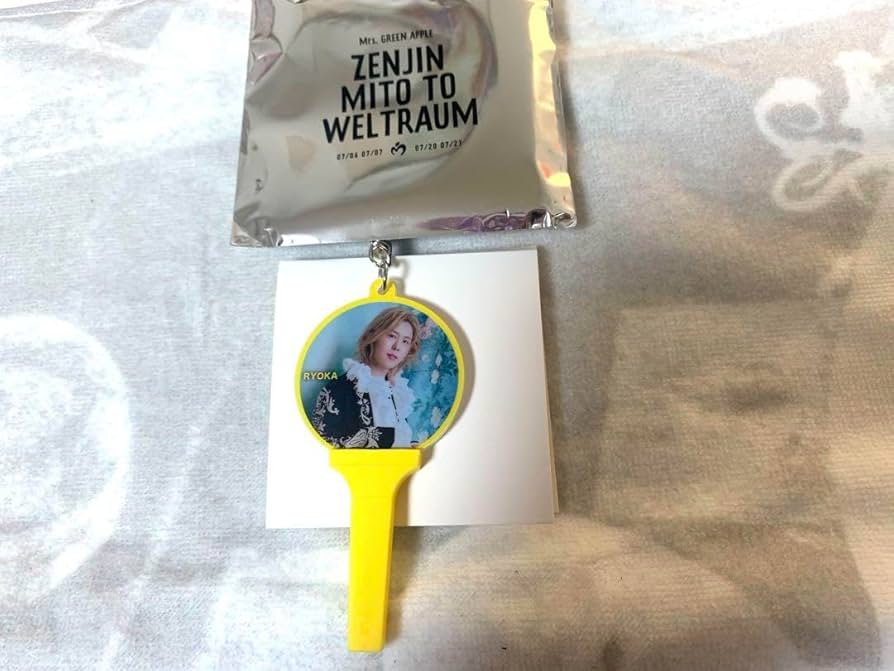 Mrs. GREEN APPLE
ZENJIN
MITO TO
WELTRAUM
07/06 07/07 07/20 07/21
RYOKA